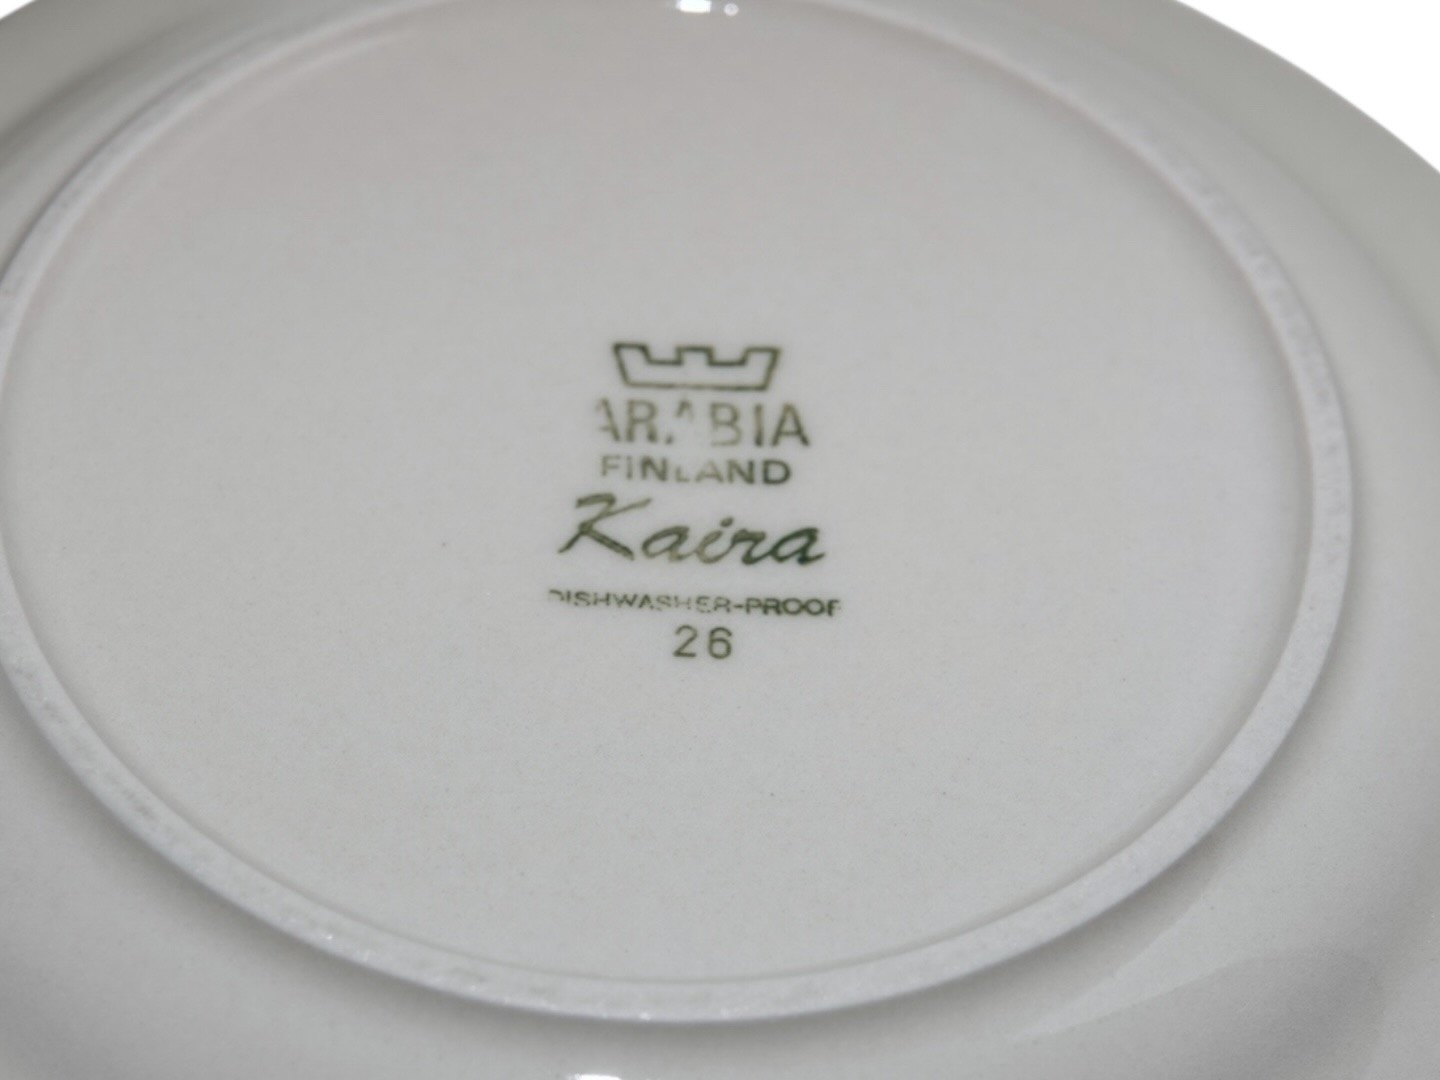 ARABIA
FINLAND
Kaira
DISHWASHER-PROOF
26